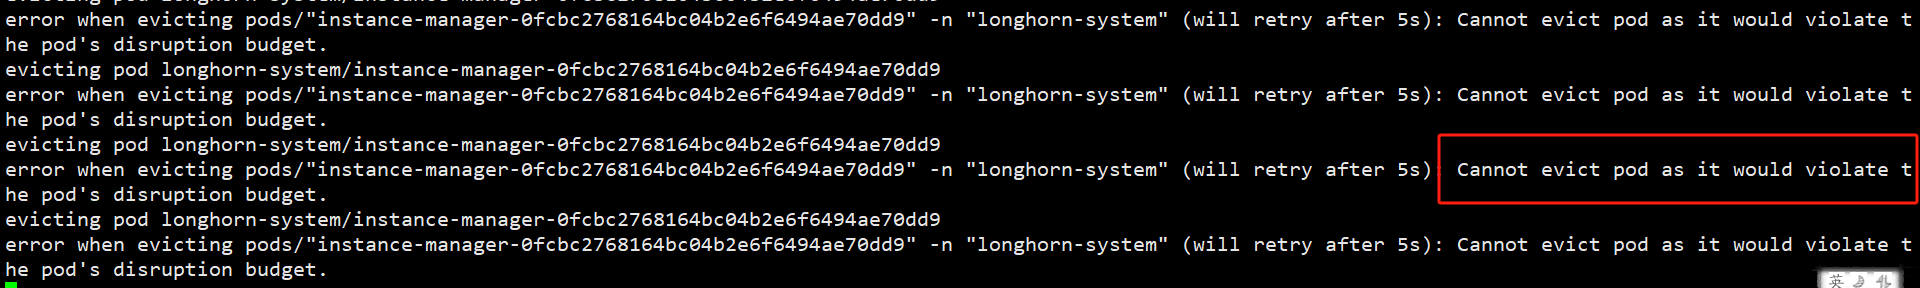 error when evicting pods/"instance-manager-0fcbc2768164bc04b2e6f6494ae70dd9" -n "longhorn-system" (will retry after 5s): Cannot evict pod as it would violate t
he pod's disruption budget.
evicting pod longhorn-system/instance-manager-0fcbc2768164bc04b2e6f6494ae70dd9
error when evicting pods/"instance-manager-0fcbc2768164bc04b2e6f6494ae70dd9" -n "longhorn-system" (will retry after 5s): Cannot evict pod as it would violate t
he pod's disruption budget.
evicting pod longhorn-system/instance-manager-0fcbc2768164bc04b2e6f6494ae70dd9
error when evicting pods/"instance-manager-0fcbc2768164bc04b2e6f6494ae70dd9" -n "longhorn-system" (will retry after 5s): Cannot evict pod as it would violate t
he pod's disruption budget.
evicting pod longhorn-system/instance-manager-0fcbc2768164bc04b2e6f6494ae70dd9
error when evicting pods/"instance-manager-0fcbc2768164bc04b2e6f6494ae70dd9" -n "longhorn-system" (will retry after 5s): Cannot evict pod as it would violate t
he pod's disruption budget.
英